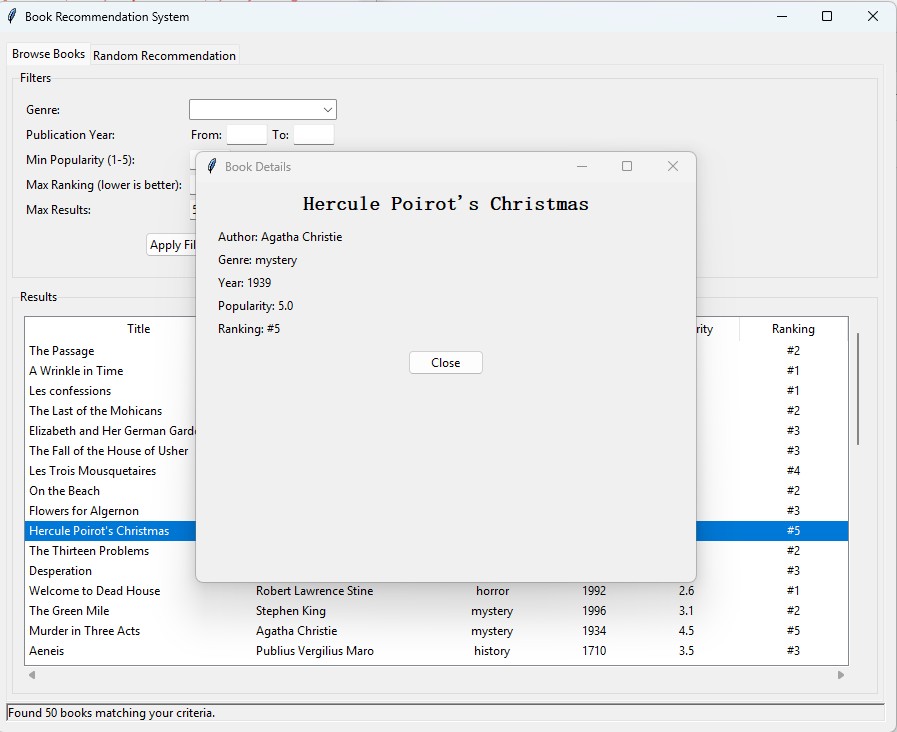 Book Recommendation System
Browse Books Random Recommendation
Filters
Genre:
Publication Year: From: To:
Min Popularity (1-5):
Max Ranking (lower is better):
Max Results:
Apply Fil
Book Details
Hercule Poirot's Christmas
Author: Agatha Christie
Genre: mystery
Year: 1939
Popularity: 5.0
Ranking: #5
Close
Results
Title rity Ranking
The Passage #2
A Wrinkle in Time #1
Les confessions #1
The Last of the Mohicans #2
Elizabeth and Her German Gard #3
The Fall of the House of Usher #3
Les Trois Mousquetaires #4
On the Beach #2
Flowers for Algernon #3
Hercule Poirot's Christmas #5
The Thirteen Problems #2
Desperation #3
Welcome to Dead House Robert Lawrence Stine horror 1992 2.6 #1
The Green Mile Stephen King mystery 1996 3.1 #2
Murder in Three Acts Agatha Christie mystery 1934 4.5 #5
Aeneis Publius Vergilius Maro history 1710 3.5 #3
Found 50 books matching your criteria.